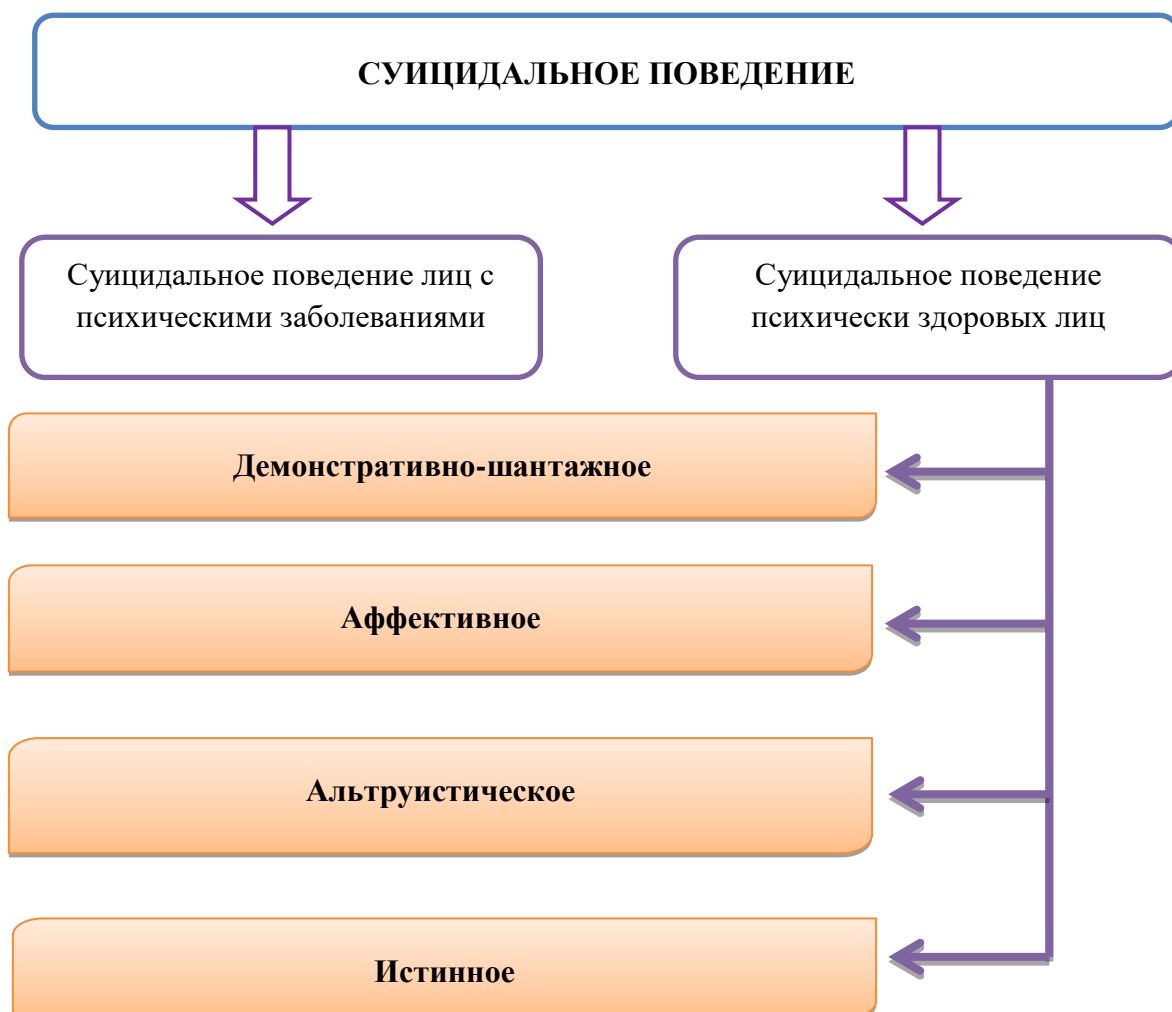 СУИЦИДАЛЬНОЕ ПОВЕДЕНИЕ
Суицидальное поведение лиц с
психическими заболеваниями
Суицидальное поведение
психически здоровых лиц
Демонстративно-шантажное
Аффективное
Альтруистическое
Истинное